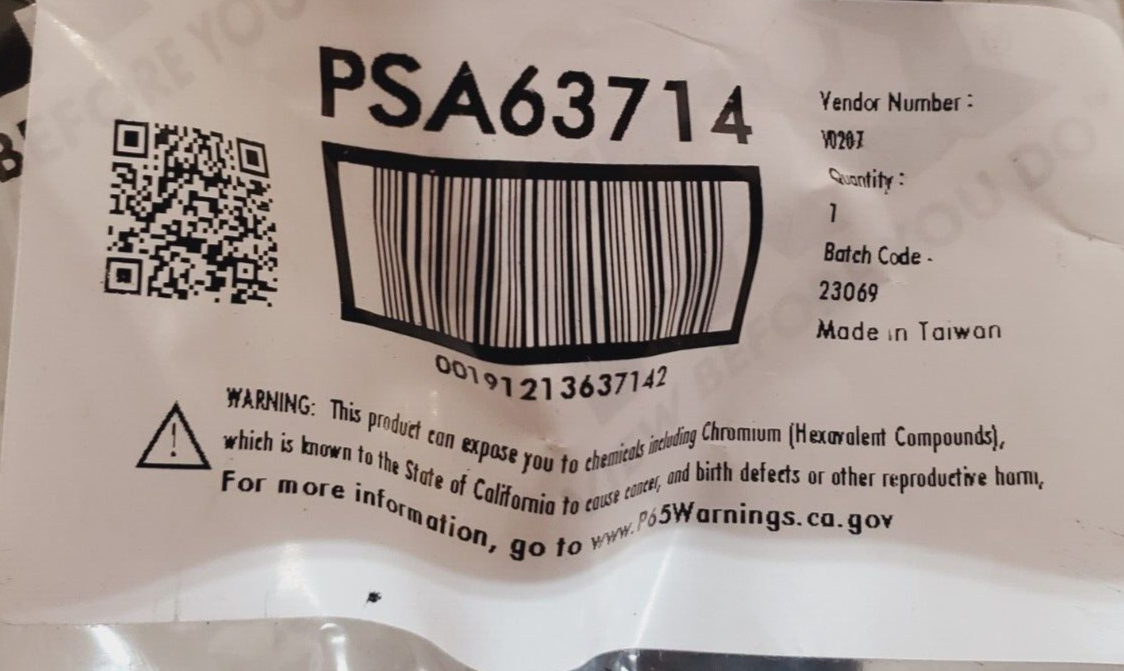 PSA63714
00191213637142
Vendor Number :
Quantity :
1
Batch Code -
23069
Made in Taiwan
WARNING: This product can expose you to chemicals including Chromium (Hexavalent Compounds),
which is known to the State of California to cause cancer, and birth defects or other reproductive harm,
For more information, go to www.P65Warnings.ca.gov